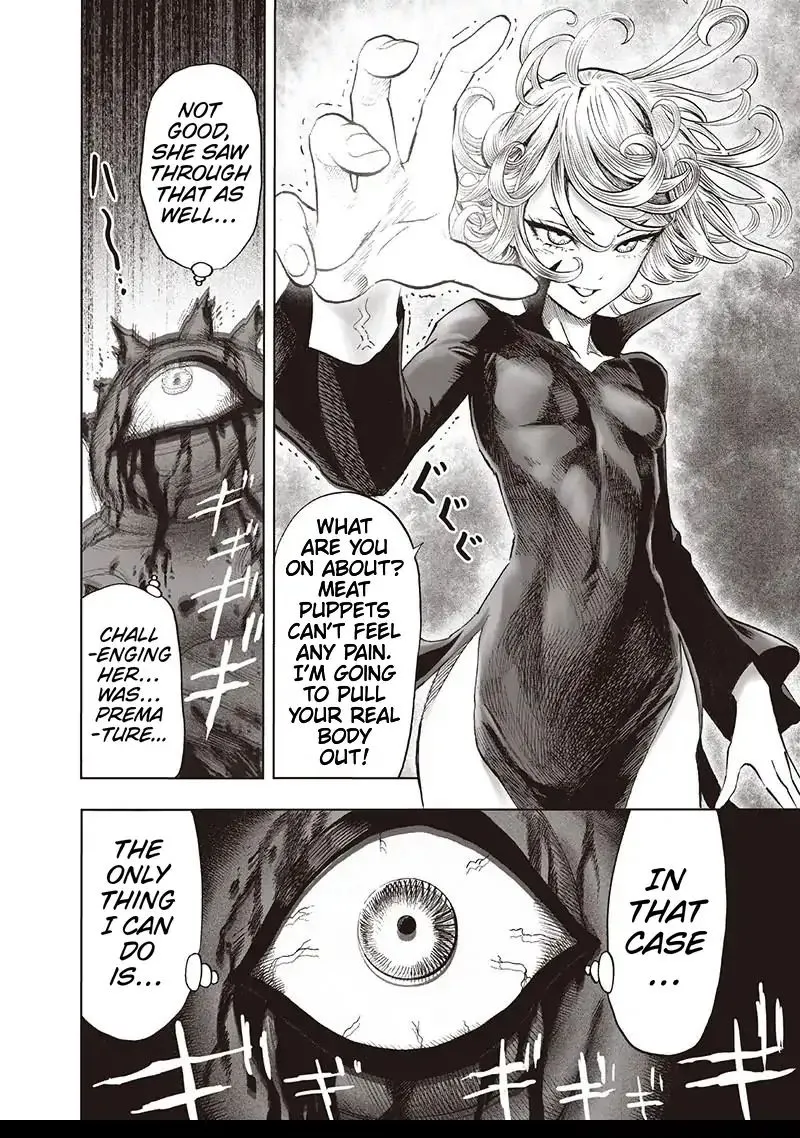 WHAT
ARE YOU
ON ABOUT?
MEAT
PUPPETS
CAN'T FEEL
ANY PAIN.
I'M GOING
TO PULL
YOUR REAL
BODY
OUT!
ぐぐぐ
NOT
GOOD,
SHE SAW
THROUGH
THAT AS
WELL...
ギギギ
CHALL
-ENGING
HER...
WAS...
PREMA
-TURE...
IN
THAT
CASE
...
THE
ONLY
THING
I CAN
DO
IS...
ギギギギギ